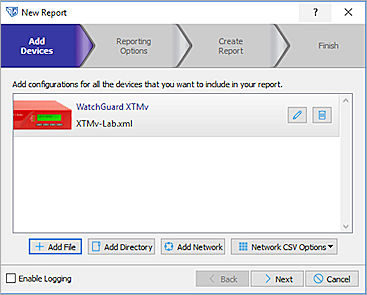 New Report
?
Add Devices
Reporting Options
Create Report
Finish
Add configurations for all the devices that you want to include in your report.
WatchGuard XTMv
XTMv-Lab.xml
Add File
Add Directory
Add Network
Network CSV Options
Enable Logging
Back
Next
Cancel